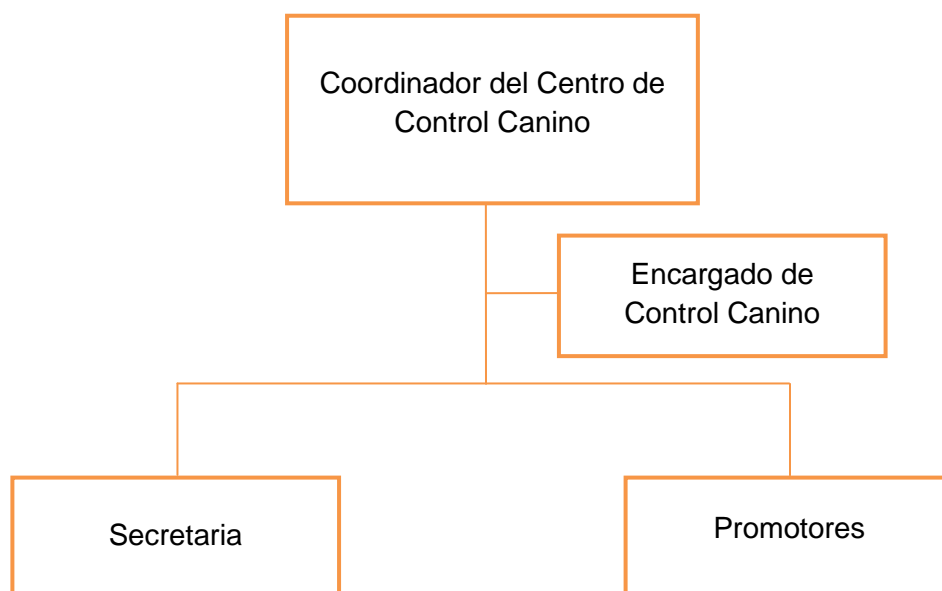 Coordinador del Centro de
Control Canino
Encargado de
Control Canino
Secretaria
Promotores